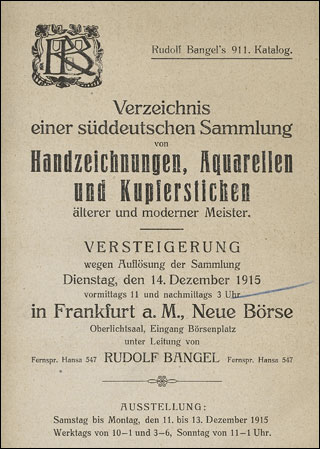 RB
Rudolf Bangel's 911. Katalog.
Verzeichnis
einer süddeutschen Sammlung
von
Handzeichnungen, Aquarellen
und Kupferstichen
älterer und moderner Meister.
VERSTEIGERUNG
wegen Auflösung der Sammlung
Dienstag, den 14. Dezember 1915
vormittags 11 und nachmittags 3 Uhr
in Frankfurt a. M., Neue Börse
Oberlichtsaal, Eingang Börsenplatz
unter Leitung von
Fernspr. Hansa 547 RUDOLF BANGEL Fernspr. Hansa 547
AUSSTELLUNG:
Samstag bis Montag, den 11. bis 13. Dezember 1915
Werktags von 10–1 und 3–6, Sonntag von 11–1 Uhr.